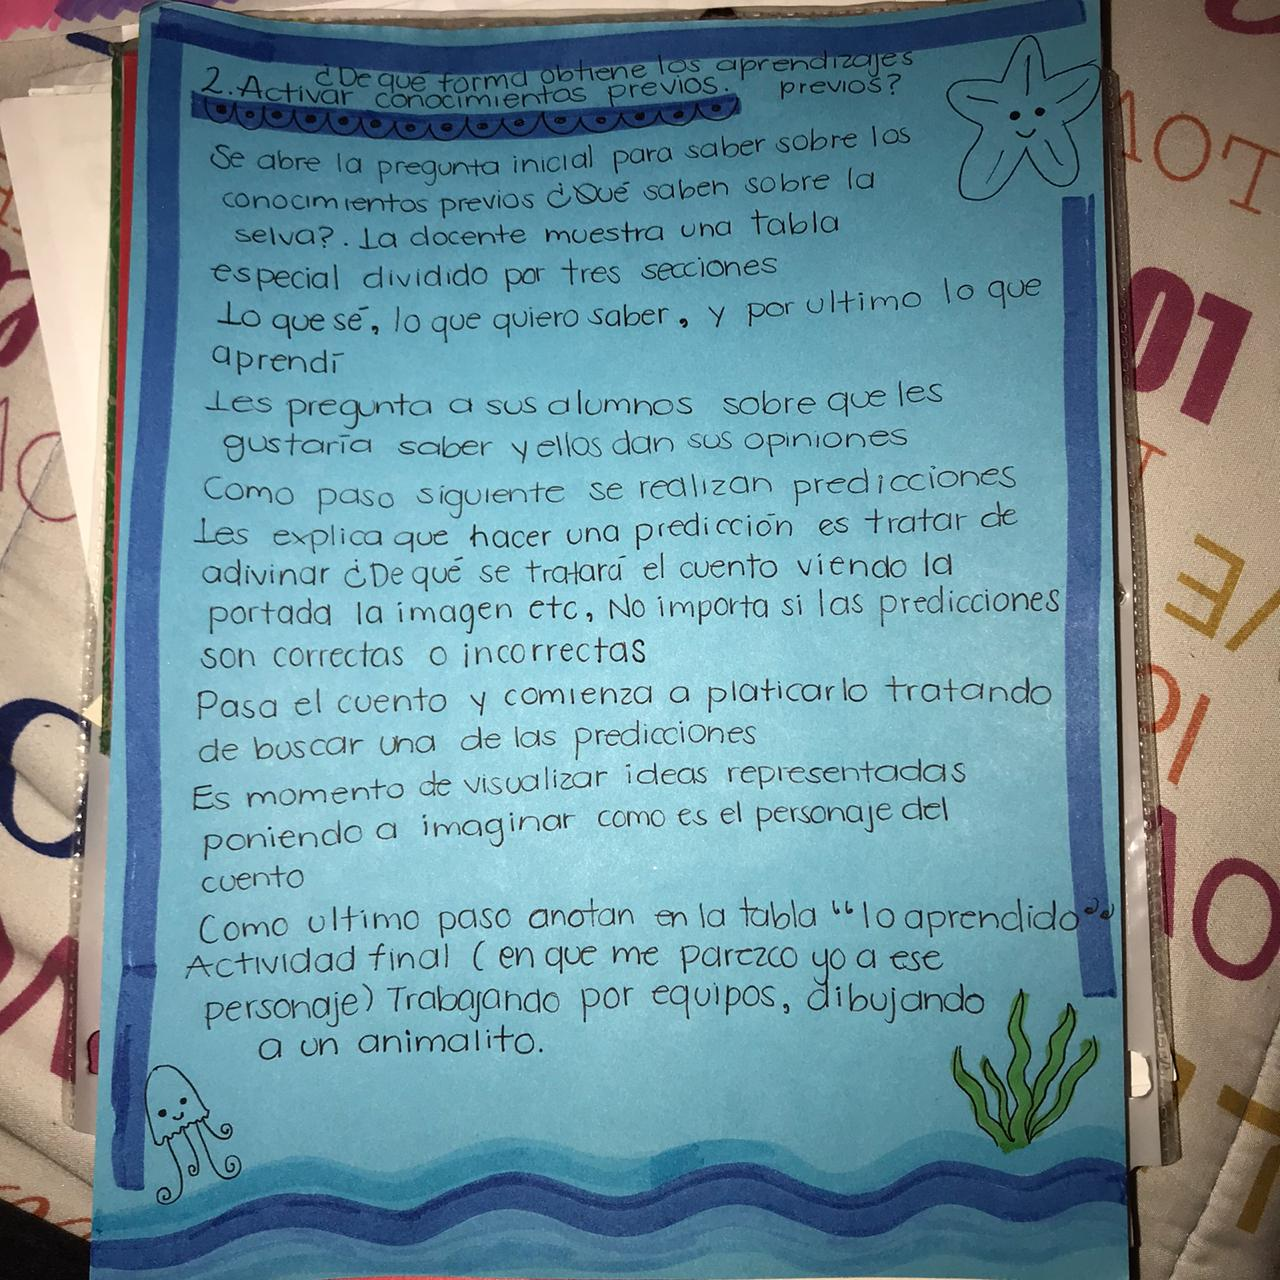 ¿De qué forma obtiene los aprendizajes previos?
2. Activar conocimientos previos.
Se abre la pregunta inicial para saber sobre los
conocimientos previos ¿Qué saben sobre la
selva?. La docente muestra una tabla
especial dividido por tres secciones
Lo que sé, lo que quiero saber, y por ultimo lo que
aprendí
Les pregunta a sus alumnos sobre que les
gustaría saber y ellos dan sus opiniones
Como paso siguiente se realizan predicciones
Les explica que hacer una predicción es tratar de
adivinar ¿De qué se tratará el cuento viendo la
portada la imagen etc, No importa si las predicciones
son correctas o incorrectas
Pasa el cuento y comienza a platicarlo tratando
de buscar una de las predicciones
Es momento de visualizar ideas representadas
poniendo a imaginar como es el personaje del
cuento
Como ultimo paso anotan en la tabla “lo aprendido”
Actividad final (en que me parezco yo a ese
personaje) Trabajando por equipos, dibujando
a un animalito.